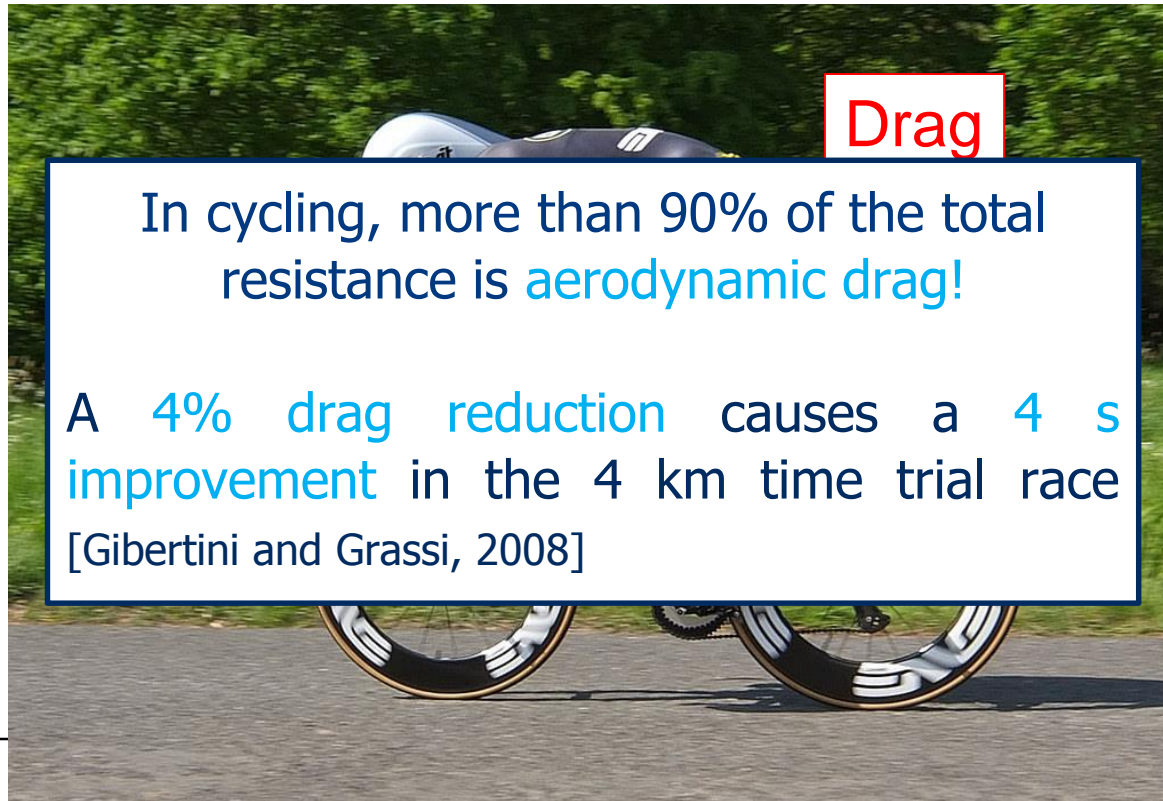 Drag
In cycling, more than 90% of the total
resistance is aerodynamic drag!
A 4% drag reduction causes a 4 s
improvement in the 4 km time trial race
[Gibertini and Grassi, 2008]